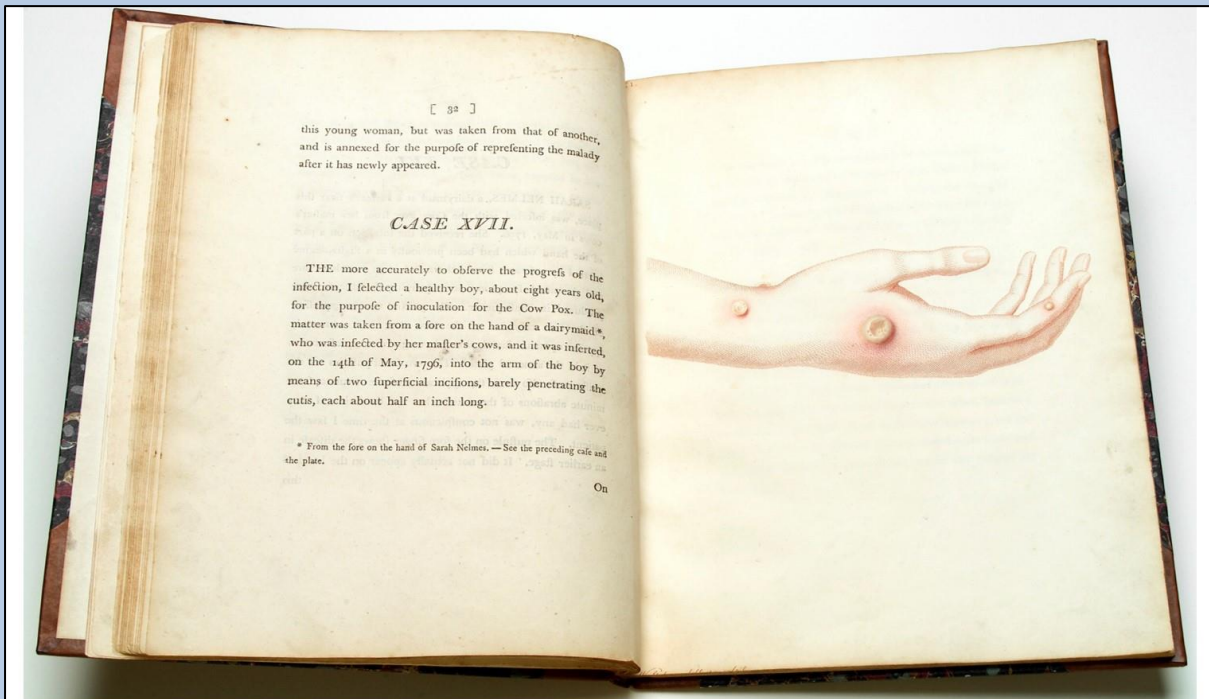 [ 32 ]
this young woman, but was taken from that of another,
and is annexed for the purpoſe of repreſenting the malady
after it has newly appeared.
CASE XVII.
THE more accurately to obſerve the progreſs of the
infection, I ſelected a healthy boy, about eight years old,
for the purpoſe of inoculation for the Cow Pox. The
matter was taken from a ſore on the hand of a dairymaid *,
who was infected by her maſter's cows, and it was inſerted,
on the 14th of May, 1796, into the arm of the boy by
means of two ſuperficial inciſions, barely penetrating the
cutis, each about half an inch long.
* From the ſore on the hand of Sarah Nelmes. — See the preceding caſe and
the plate.
On